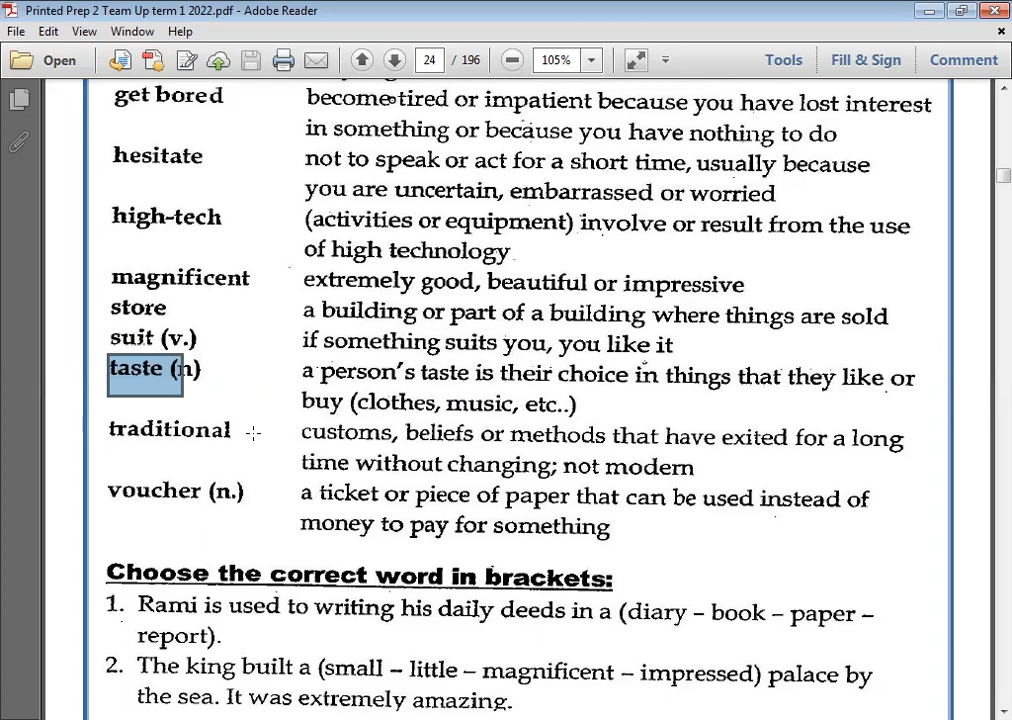 Printed Prep 2 Team Up term 1 2022.pdf - Adobe Reader
File Edit View Window Help
Open 24 / 196 105% Tools Fill & Sign Comment
get bored become tired or impatient because you have lost interest
in something or because you have nothing to do
hesitate not to speak or act for a short time, usually because
you are uncertain, embarrassed or worried
high-tech (activities or equipment) involve or result from the use
of high technology
magnificent extremely good, beautiful or impressive
store a building or part of a building where things are sold
suit (v.) if something suits you, you like it
taste (n) a person's taste is their choice in things that they like or
buy (clothes, music, etc..)
traditional customs, beliefs or methods that have exited for a long
time without changing; not modern
voucher (n.) a ticket or piece of paper that can be used instead of
money to pay for something
Choose the correct word in brackets:
1. Rami is used to writing his daily deeds in a (diary – book – paper –
report).
2. The king built a (small – little – magnificent – impressed) palace by
the sea. It was extremely amazing.